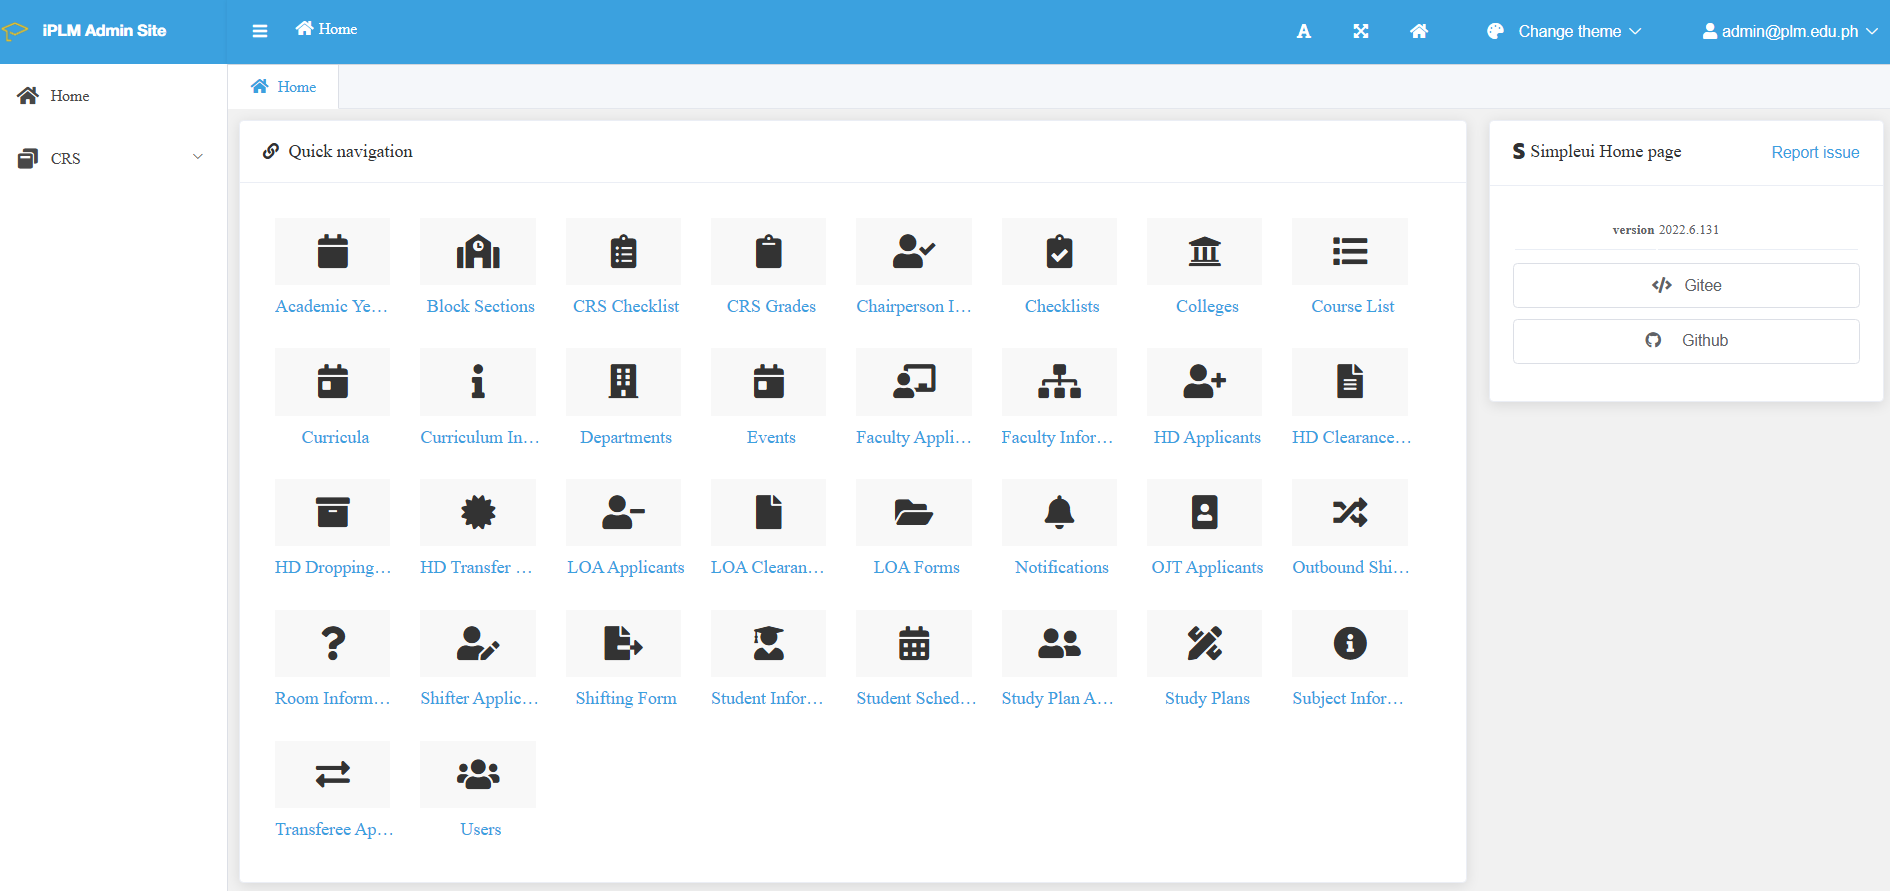 iPLM Admin Site
Home
Change theme
admin@plm.edu.ph
Home
CRS
Home
Quick navigation
Academic Ye...
Block Sections
CRS Checklist
CRS Grades
Chairperson I...
Checklists
Colleges
Course List
Curricula
Curriculum In...
Departments
Events
Faculty Appli...
Faculty Infor...
HD Applicants
HD Clearance...
HD Dropping...
HD Transfer ...
LOA Applicants
LOA Clearan...
LOA Forms
Notifications
OJT Applicants
Outbound Shi...
Room Inform...
Shifter Applic...
Shifting Form
Student Infor...
Student Sched...
Study Plan A...
Study Plans
Subject Infor...
Transferee Ap...
Users
Simpleui Home page
Report issue
version 2022.6.131
Gitee
Github